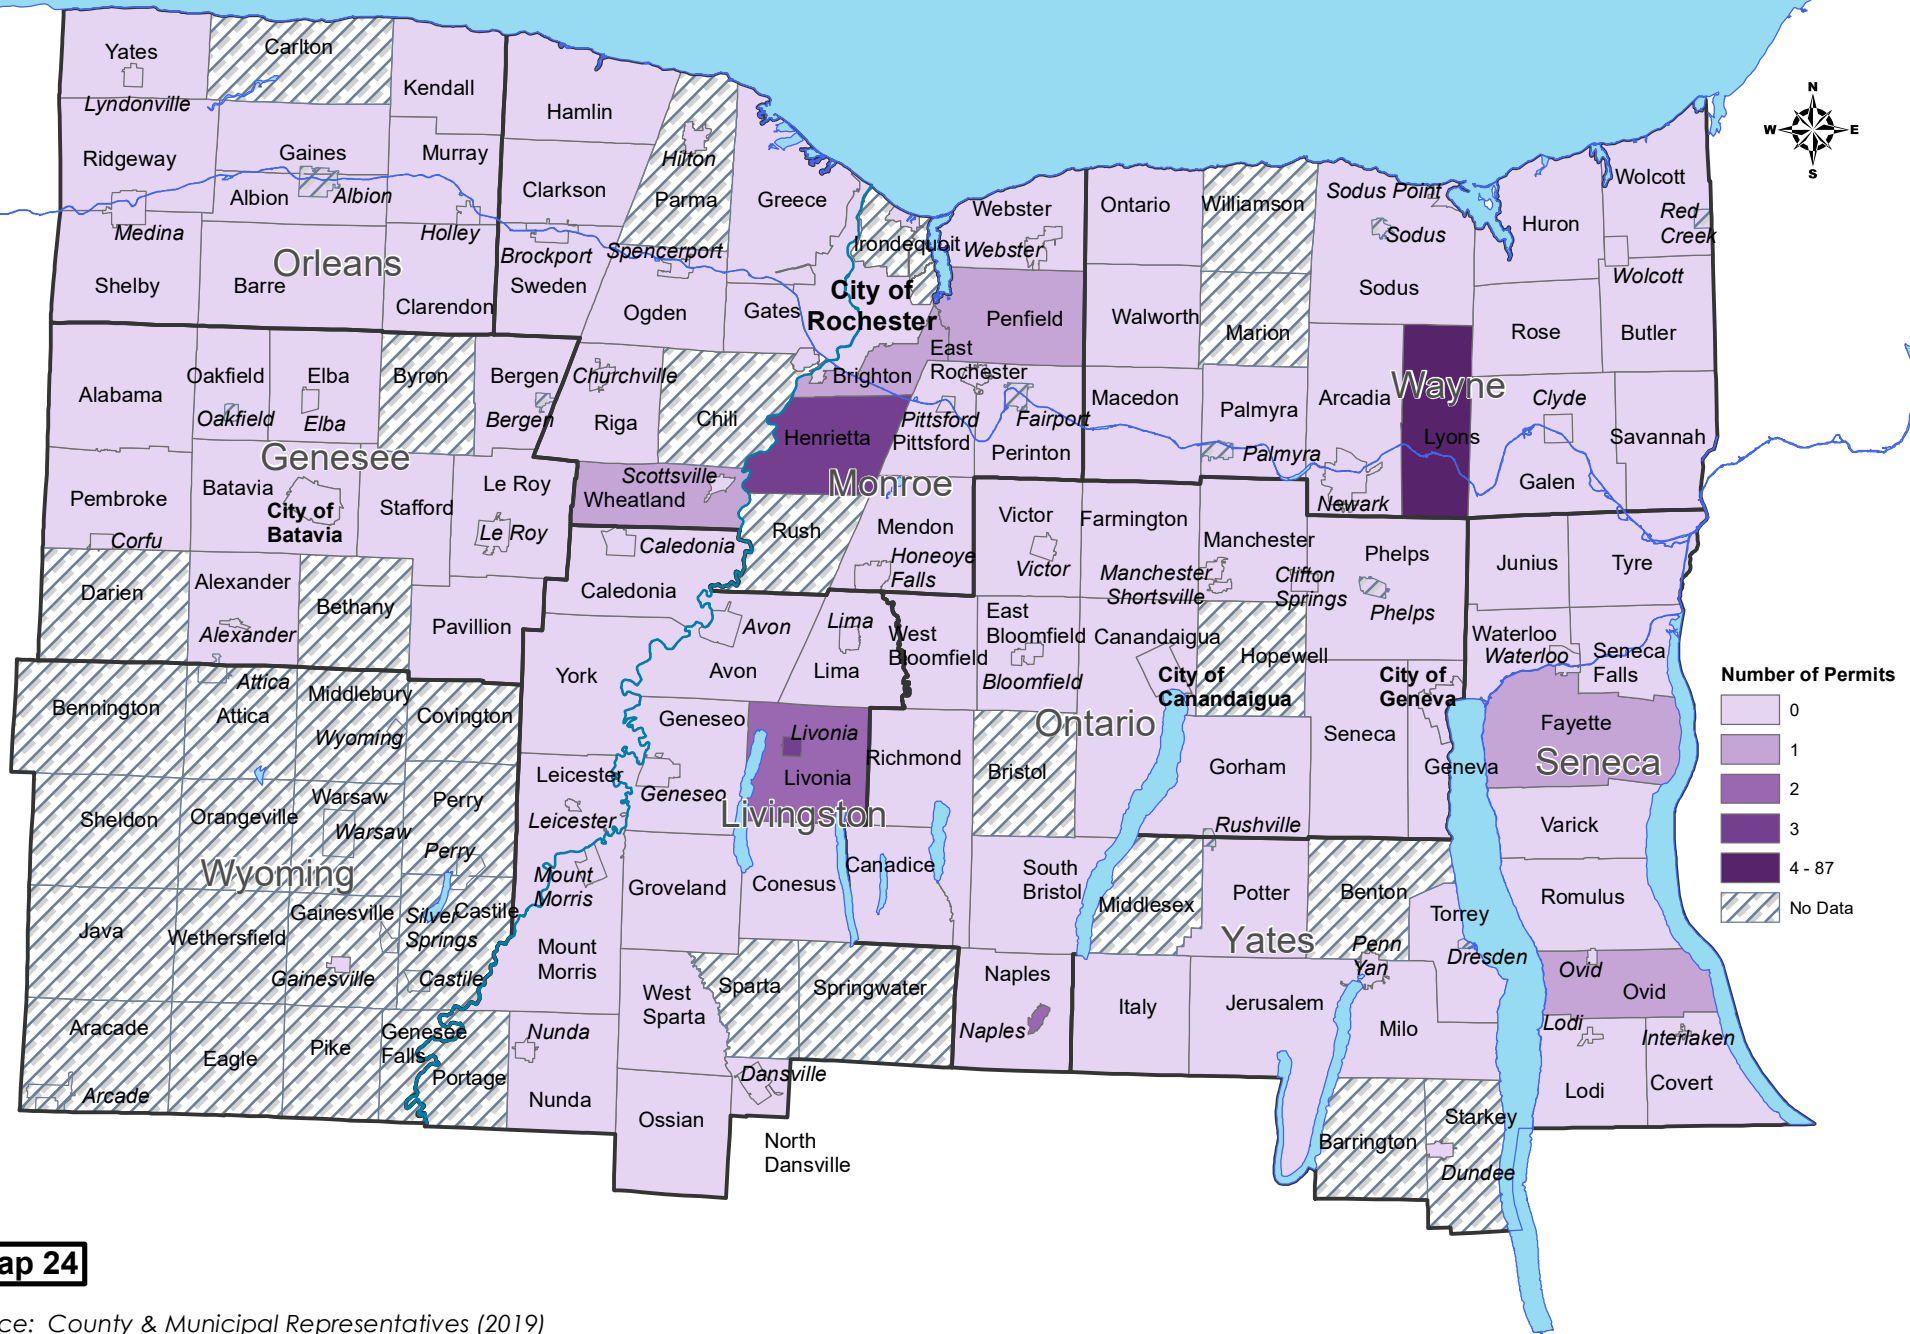 Yates
Carlton
Kendall
Lyndonville
Hamlin
Ridgeway
Gaines
Murray
Hilton
Albion
Albion
Clarkson
Parma
Greece
Medina
Holley
Brockport
Spencerport
Orleans
Shelby
Barre
Clarendon
Sweden
Ogden
Gates
Irondequoit
City of
Rochester
Webster
Webster
Penfield
Ontario
Williamson
Sodus Point
Sodus
Sodus
Huron
Wolcott
Red
Creek
Wolcott
Walworth
Marion
Rose
Butler
N
W
E
S
Alabama
Oakfield
Elba
Byron
Bergen
Churchville
Oakfield
Elba
Bergen
Riga
Chili
Brighton
East
Rochester
Henrietta
Pittsford
Pittsford
Fairport
Perinton
Macedon
Palmyra
Arcadia
Wayne
Clyde
Lyons
Savannah
Palmyra
Galen
Newark
Genesee
Pembroke
Batavia
City of
Batavia
Stafford
Le Roy
Le Roy
Corfu
Scottsville
Wheatland
Monroe
Rush
Mendon
Honeoye
Falls
Caledonia
Caledonia
Victor
Victor
Farmington
Manchester
Manchester
Shortsville
Clifton
Springs
Phelps
Phelps
Junius
Tyre
Darien
Alexander
Alexander
Bethany
Pavillion
Avon
Avon
Lima
Lima
West
Bloomfield
East
Bloomfield
Bloomfield
Canandaigua
Hopewell
City of
Canandaigua
City of
Geneva
Waterloo
Waterloo
Seneca
Falls
York
Bennington
Attica
Attica
Middlebury
Wyoming
Covington
Geneseo
Geneseo
Livonia
Livonia
Livingston
Richmond
Ontario
Bristol
Gorham
Seneca
Geneva
Fayette
Seneca
Number of Permits
0
1
2
3
4 - 87
No Data
Leicester
Leicester
Sheldon
Orangeville
Warsaw
Warsaw
Perry
Perry
Wyoming
Mount
Morris
Groveland
Conesus
Canadice
South
Bristol
Rushville
Middlesex
Potter
Benton
Torrey
Varick
Romulus
Java
Wethersfield
Gainesville
Gainesville
Silver
Springs
Castile
Castile
Mount
Morris
West
Sparta
Sparta
Springwater
Naples
Naples
Yates
Penn
Yan
Dresden
Italy
Jerusalem
Milo
Ovid
Ovid
Lodi
Interlaken
Lodi
Covert
Aracade
Arcade
Eagle
Pike
Genesee
Falls
Portage
Nunda
Nunda
Ossian
Dansville
North
Dansville
Barrington
Starkey
Dundee
ap 24
ce: County & Municipal Representatives (2019)